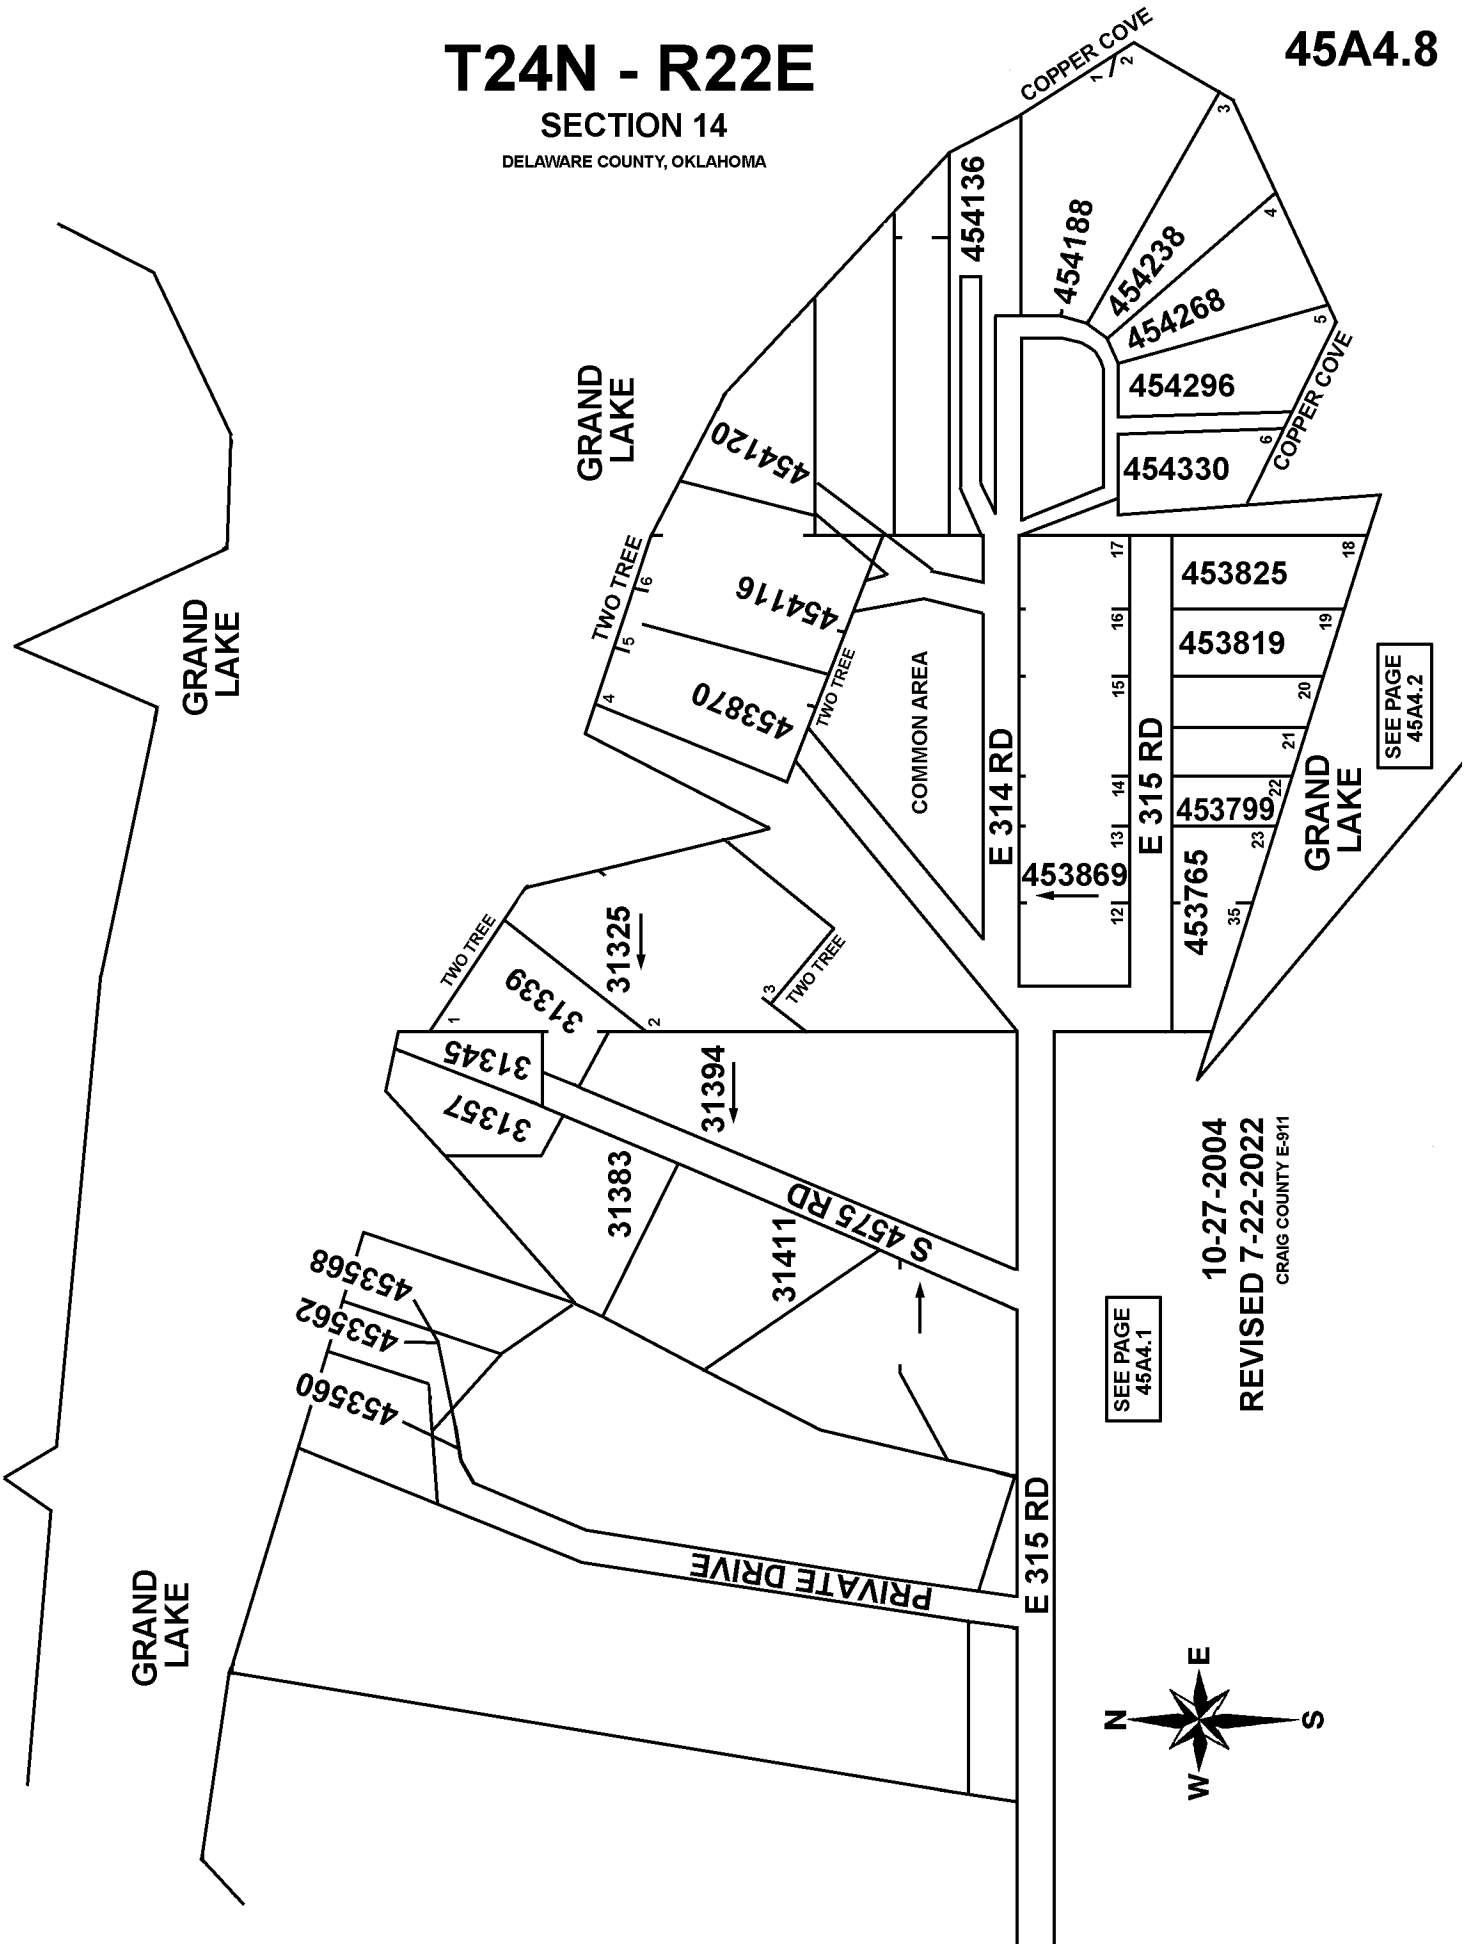 T24N - R22E
SECTION 14
DELAWARE COUNTY, OKLAHOMA
45A4.8
COPPER COVE
1
2
3
4
5
6
COPPER COVE
454136
454188
454238
454268
454296
454330
GRAND
LAKE
454120
TWO TREE
6
5
4
454116
453870
TWO TREE
COMMON AREA
E 314 RD
17
16
15
14
13
12
453869
E 315 RD
453825
453819
453799
453765
18
19
20
21
22
23
35
GRAND
LAKE
SEE PAGE
45A4.2
GRAND
LAKE
TWO TREE
1
2
3
TWO TREE
31325
31339
31345
31357
31394
31383
31411
S 4575 RD
453568
453562
453560
PRIVATE DRIVE
E 315 RD
GRAND
LAKE
SEE PAGE
45A4.1
10-27-2004
REVISED 7-22-2022
CRAIG COUNTY E-911
N
E
S
W